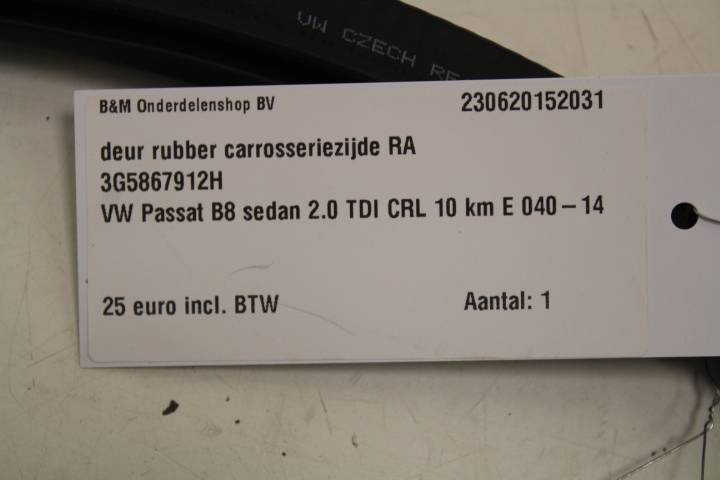 VW CZECH RE
B&M Onderdelenshop BV 230620152031
deur rubber carrosseriezijde RA
3G5867912H
VW Passat B8 sedan 2.0 TDI CRL 10 km E 040-14
25 euro incl. BTW Aantal: 1